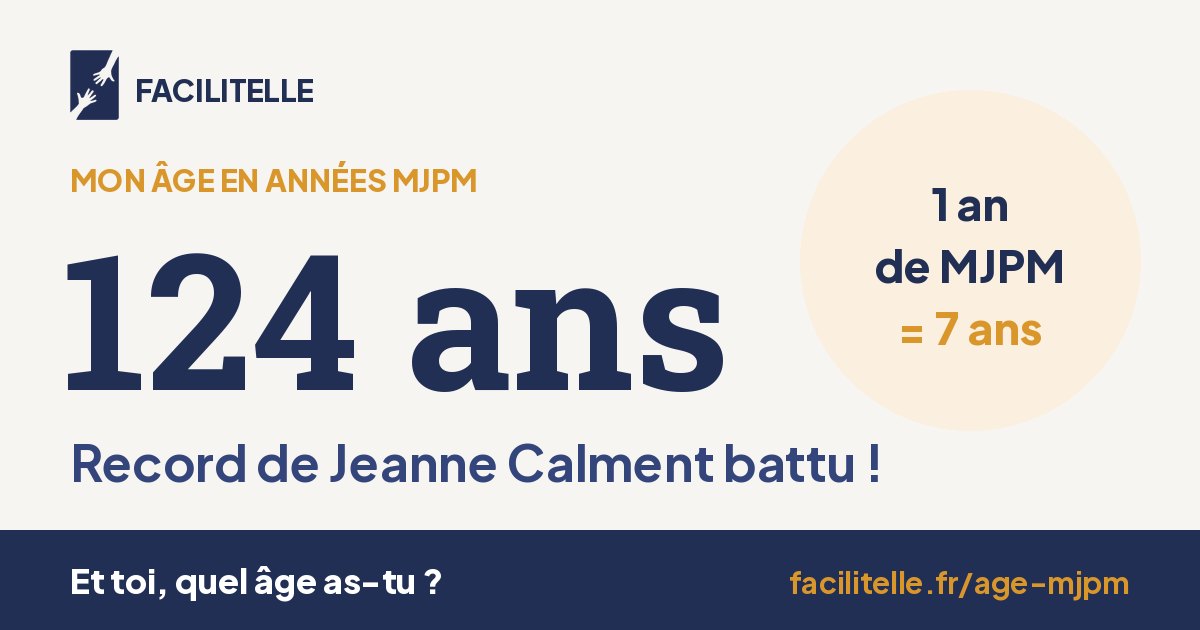 FACILITELLE
MON ÂGE EN ANNÉES MJPM
124 ans
Record de Jeanne Calment battu !
1 an
de MJPM
= 7 ans
Et toi, quel âge as-tu ?
facilitelle.fr/age-mjpm